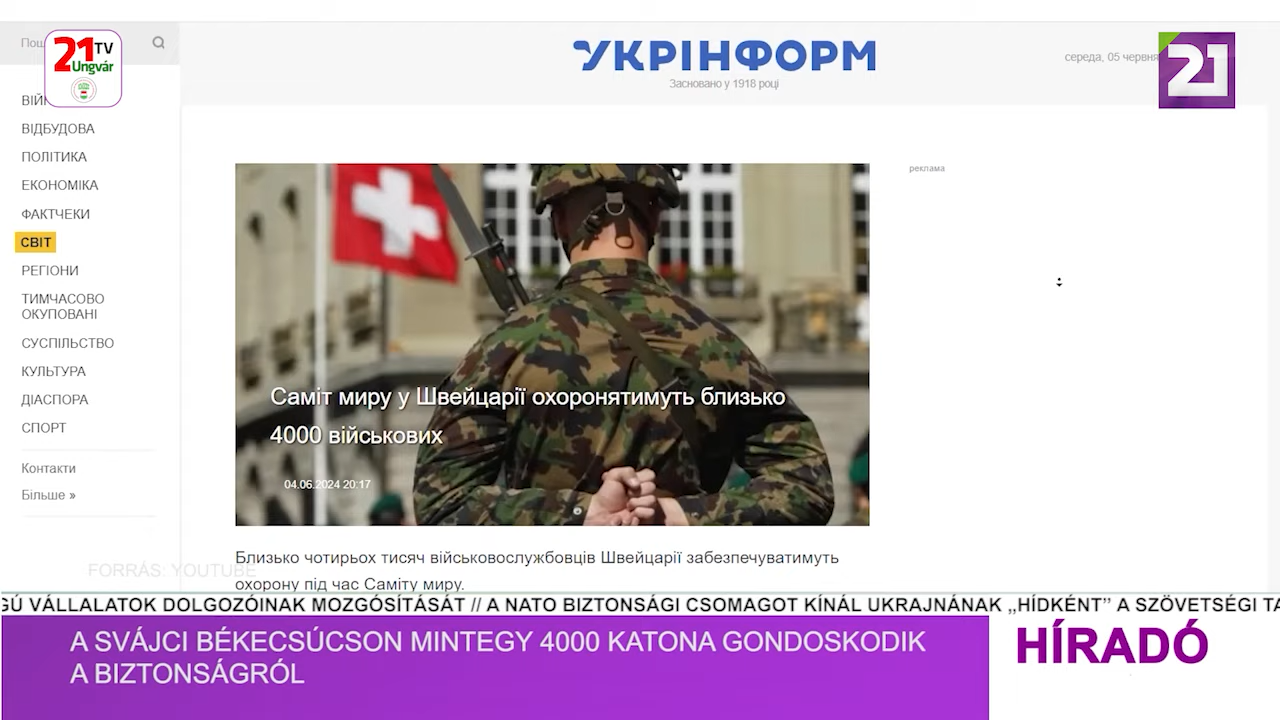 Пош
21 TV
Ungvár
УКРІНФОРМ
Засновано у 1918 році
середа, 05 червня
21
ВІЙН
ВІДБУДОВА
ПОЛІТИКА
ЕКОНОМІКА
ФАКТЧЕКИ
СВІТ
РЕГІОНИ
ТИМЧАСОВО
ОКУПОВАНІ
СУСПІЛЬСТВО
КУЛЬТУРА
ДІАСПОРА
СПОРТ
Контакти
Більше »
реклама
Саміт миру у Швейцарії охоронятимуть близько
4000 військових
04.06.2024 20:17
Близько чотирьох тисяч військовослужбовців Швейцарії забезпечуватимуть
охорону під час Саміту миру.
FORRÁS: YOUTUBE
GÚ VÁLLALATOK DOLGOZÓINAK MOZGÓSÍTÁSÁT // A NATO BIZTONSÁGI CSOMAGOT KÍNÁL UKRAJNÁNAK „HÍDKÉNT” A SZÖVETSÉGI TA
A SVÁJCI BÉKECSÚCSON MINTEGY 4000 KATONA GONDOSKODIK
A BIZTONSÁGRÓL
HÍRADÓ